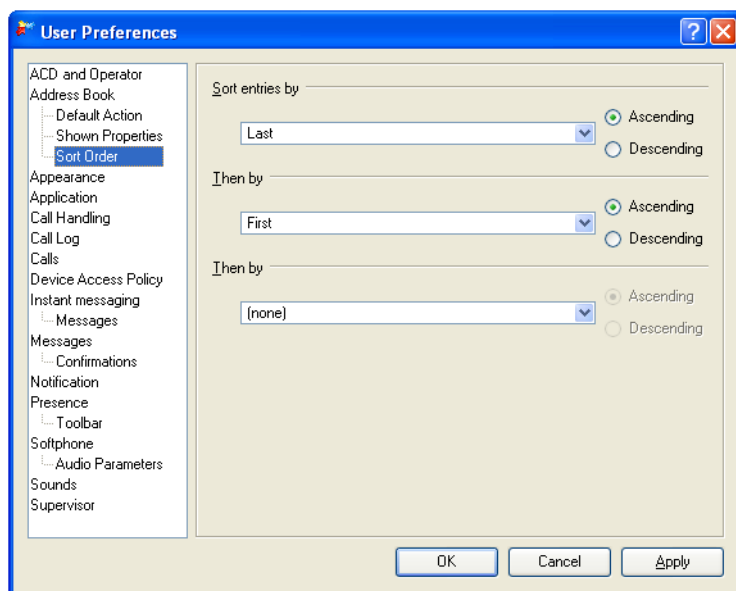 User Preferences
ACD and Operator
Address Book
Default Action
Shown Properties
Sort Order
Appearance
Application
Call Handling
Call Log
Calls
Device Access Policy
Instant messaging
Messages
Messages
Confirmations
Notification
Presence
Toolbar
Softphone
Audio Parameters
Sounds
Supervisor
Sort entries by
Last
Ascending
Descending
Then by
First
Ascending
Descending
Then by
(none)
Ascending
Descending
OK
Cancel
Apply